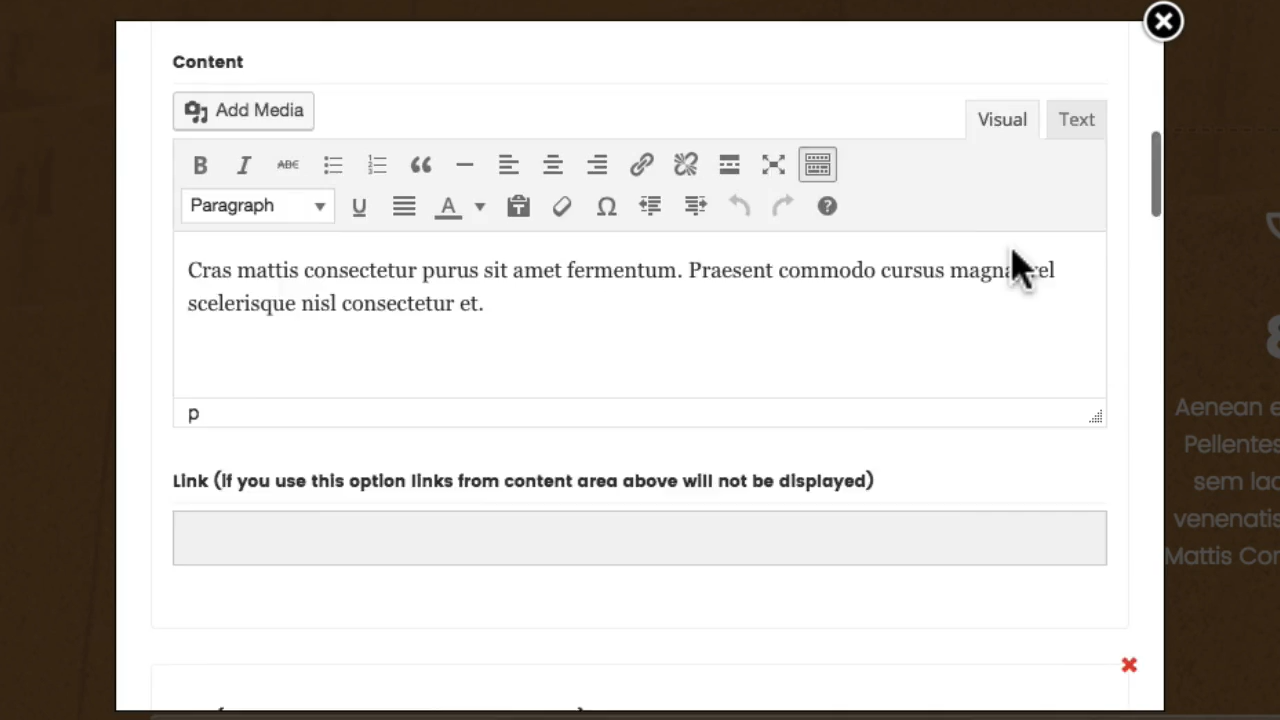 Content
Add Media
Visual Text
B I ABC
Paragraph U A Ω ?
Cras mattis consectetur purus sit amet fermentum. Praesent commodo cursus magna
scelerisque nisl consectetur et.
p
Link (if you use this option links from content area above will not be displayed)
Aenean
Pellentes
sem lac
venenatis
Mattis Cor